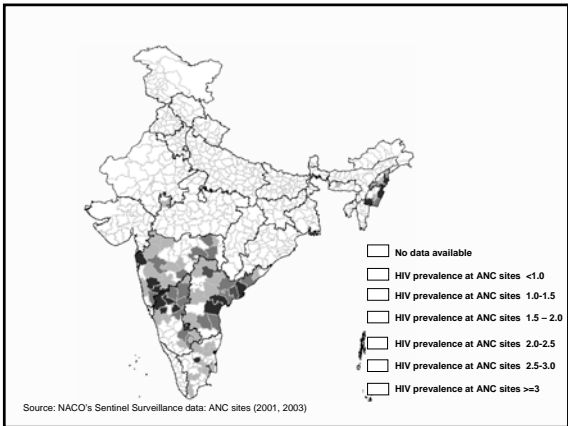 No data available
HIV prevalence at ANC sites <1.0
HIV prevalence at ANC sites 1.0-1.5
HIV prevalence at ANC sites 1.5 – 2.0
HIV prevalence at ANC sites 2.0-2.5
HIV prevalence at ANC sites 2.5-3.0
HIV prevalence at ANC sites >=3
Source: NACO's Sentinel Surveillance data: ANC sites (2001, 2003)